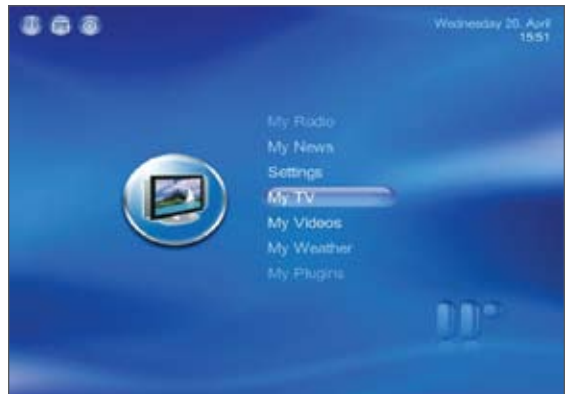 Wednesday 20. April
15:51
My Radio
My News
Settings
My TV
My Videos
My Weather
My Plugins